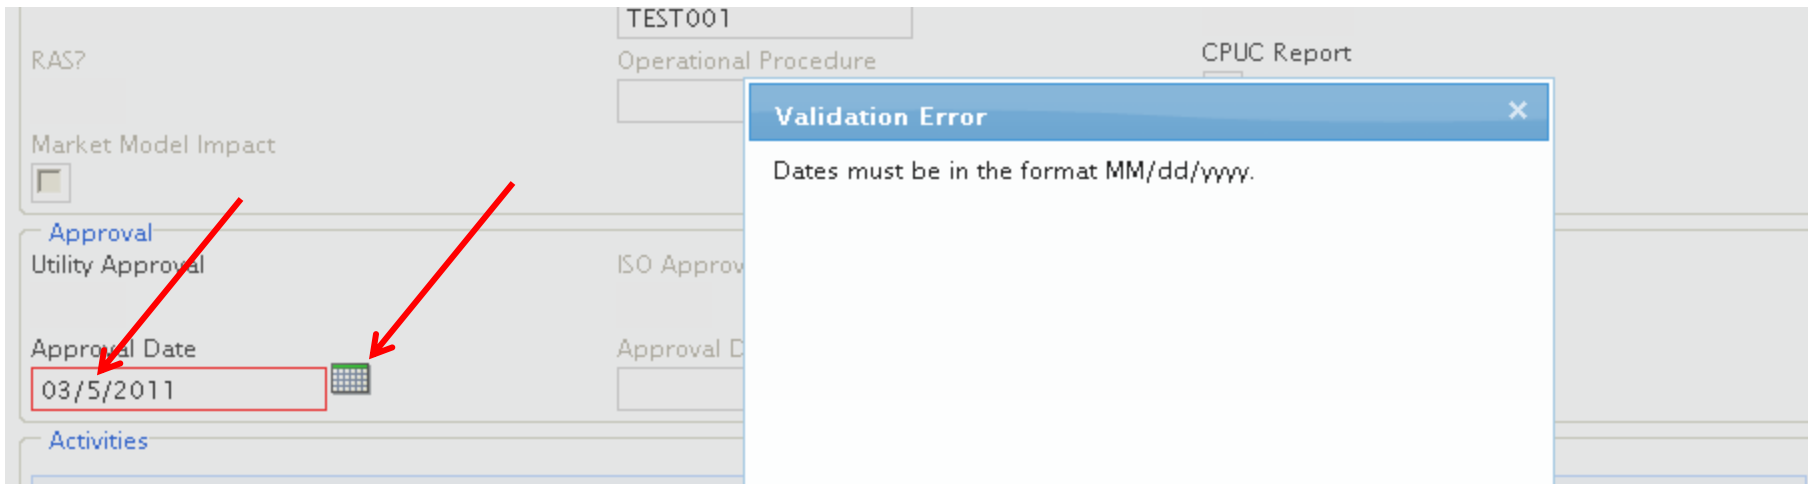 TEST001
RAS?
Operational Procedure
CPUC Report
Validation Error
Dates must be in the format MM/dd/yyyy.
Market Model Impact
Approval
Utility Approval
ISO Approv
Approval Date
Approval D
03/5/2011
Activities